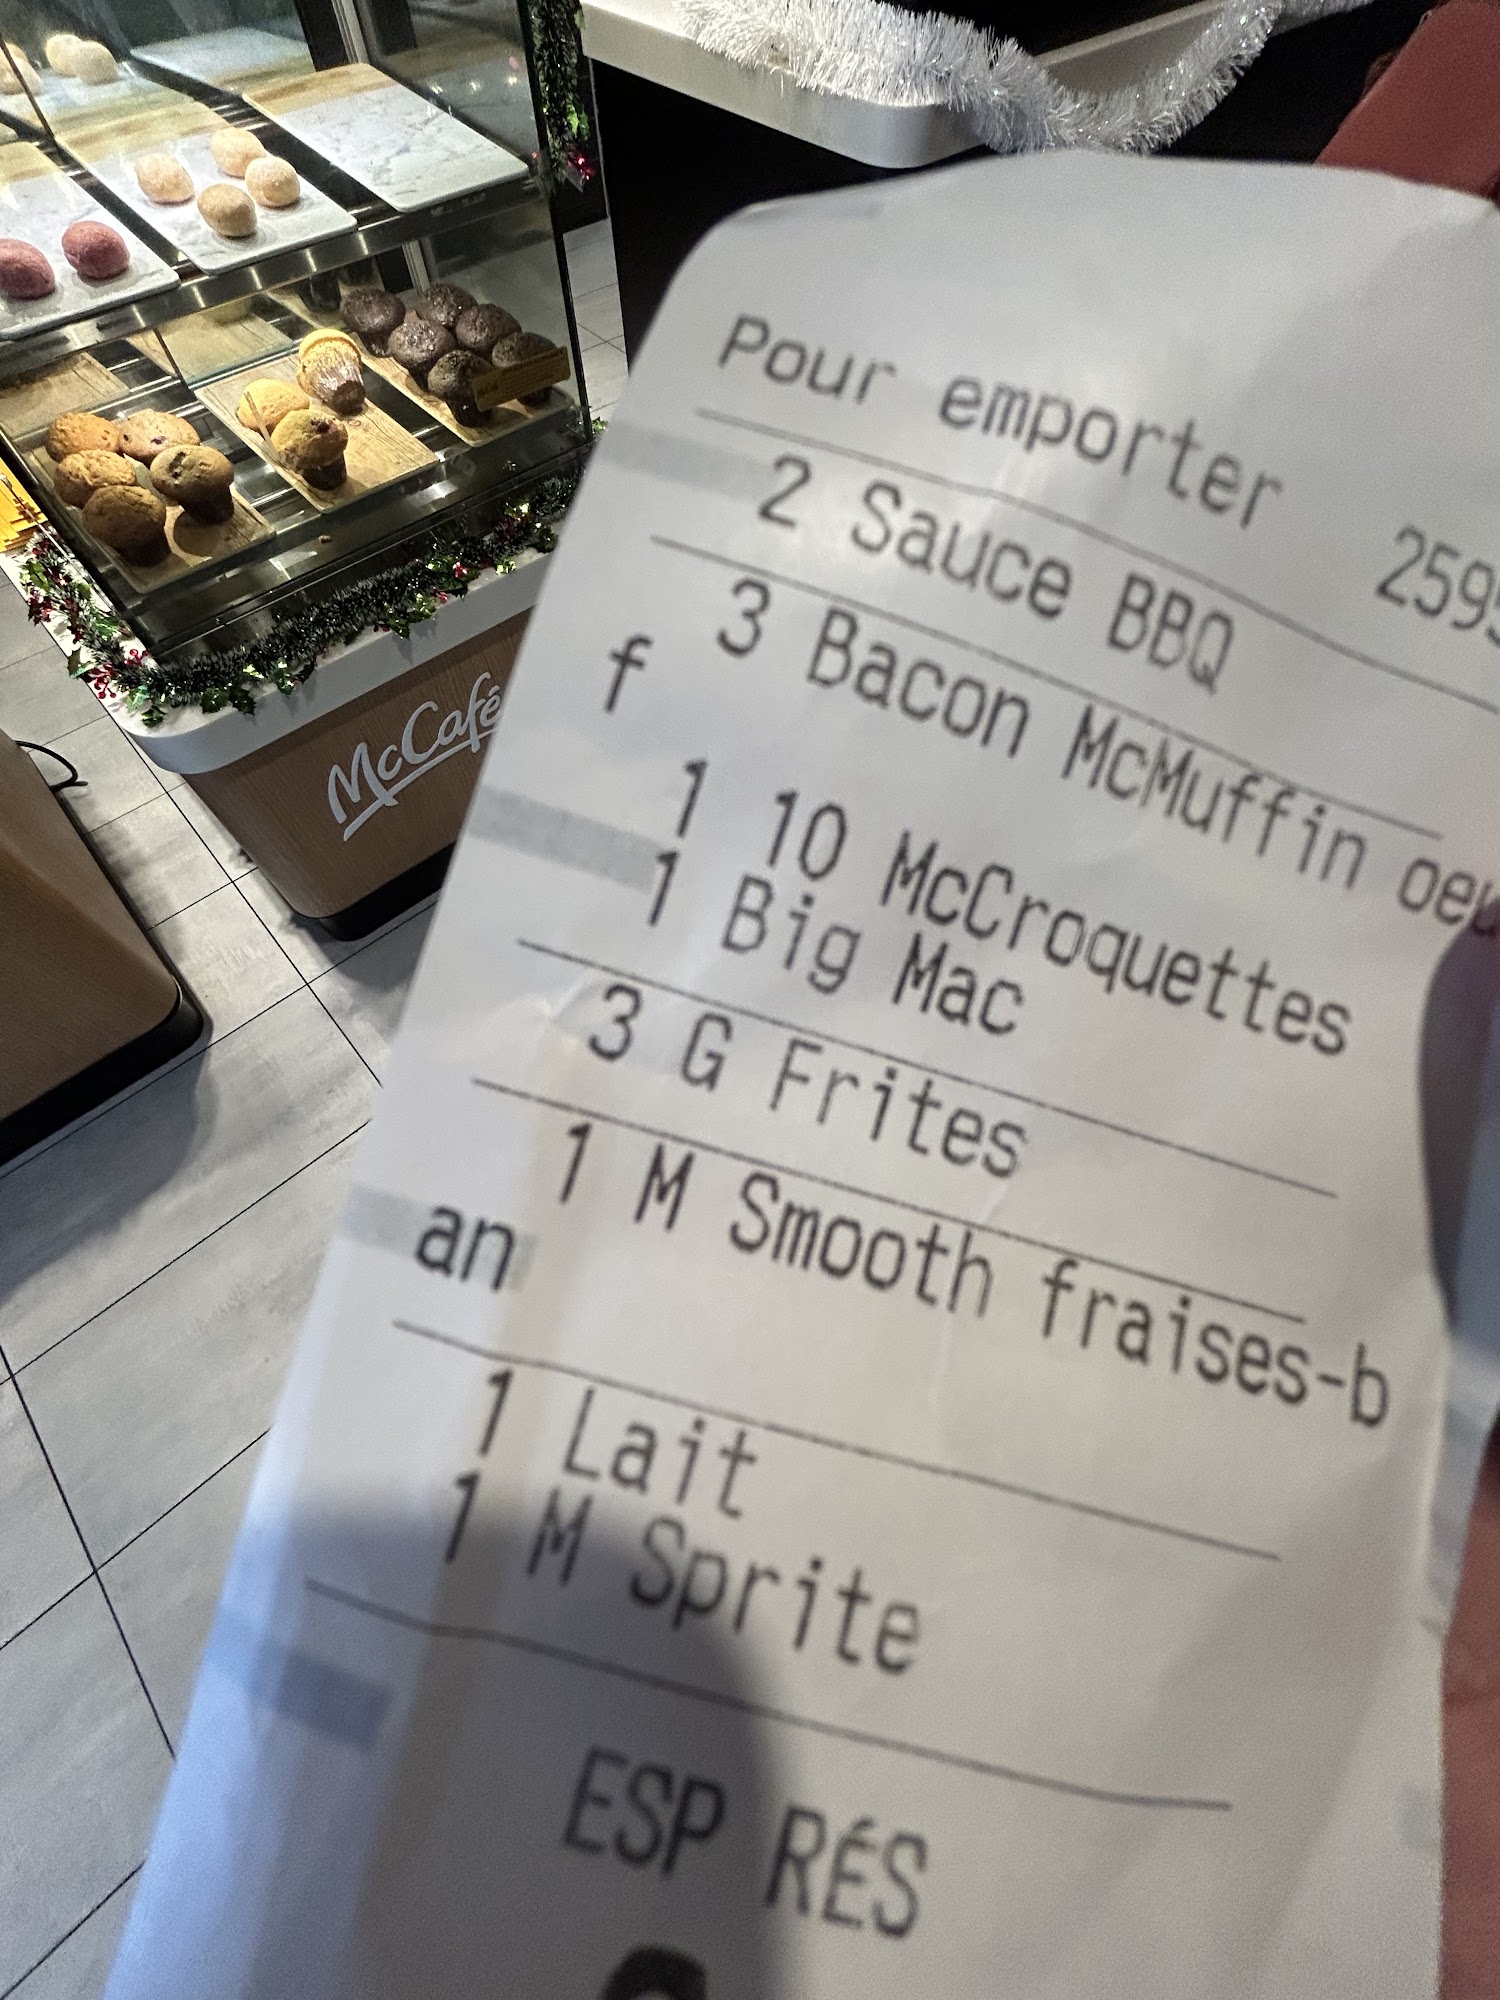 McCafé
Pour emporter 259
2 Sauce BBQ
3 Bacon McMuffin oeu
f
1 10 McCroquettes
1 Big Mac
3 G Frites
1 M Smooth fraises-b
an
1 Lait
1 M Sprite
ESP RÉS